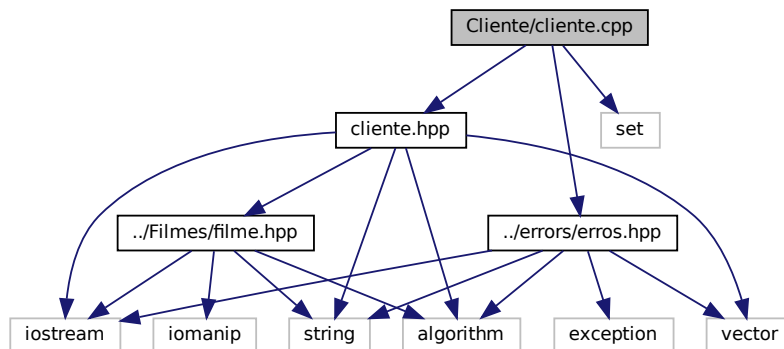 Cliente/cliente.cpp
cliente.hpp
set
../Filmes/filme.hpp
../errors/erros.hpp
iostream
iomanip
string
algorithm
exception
vector